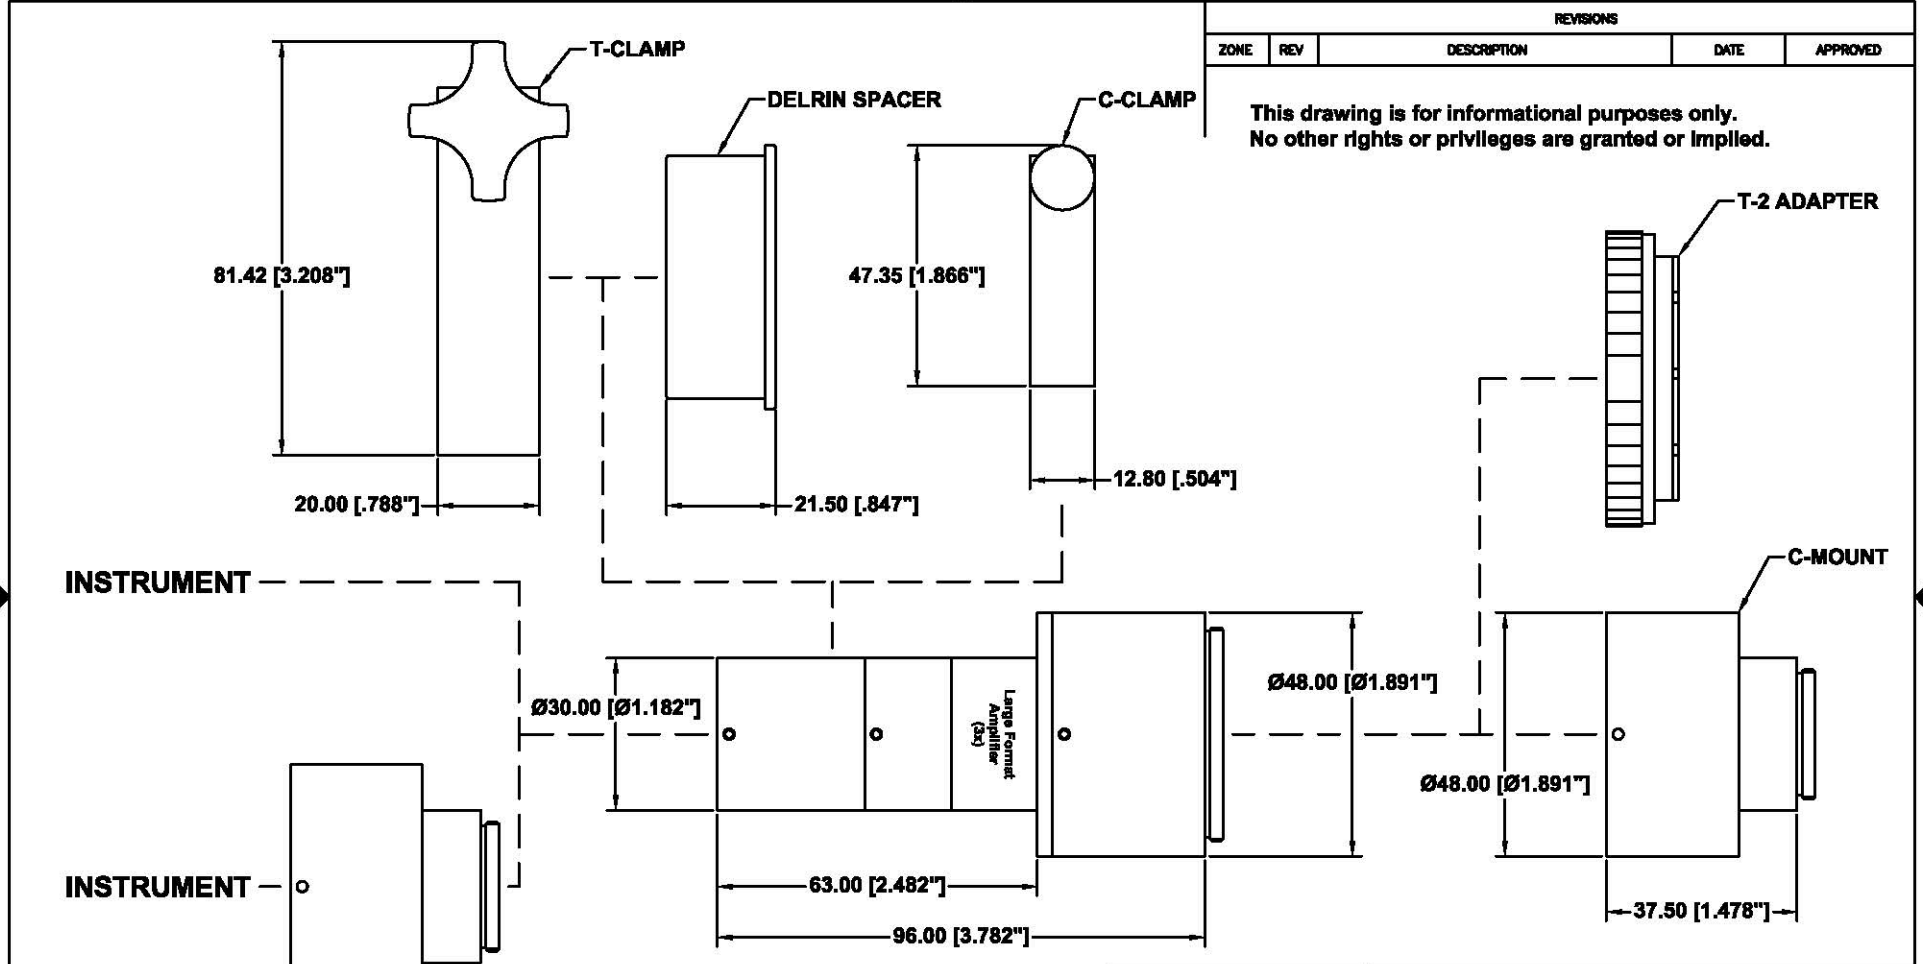 REVISIONS
ZONE REV DESCRIPTION DATE APPROVED
This drawing is for informational purposes only.
No other rights or privileges are granted or implied.
T-CLAMP
DELRIN SPACER
C-CLAMP
T-2 ADAPTER
81.42 [3.208"]
47.35 [1.866"]
20.00 [.788"]
21.50 [.847"]
12.80 [.504"]
INSTRUMENT
C-MOUNT
Ø30.00 [Ø1.182"]
Large Format
Amplifier
(3x)
Ø48.00 [Ø1.891"]
Ø48.00 [Ø1.891"]
INSTRUMENT
63.00 [2.482"]
37.50 [1.478"]
96.00 [3.782"]